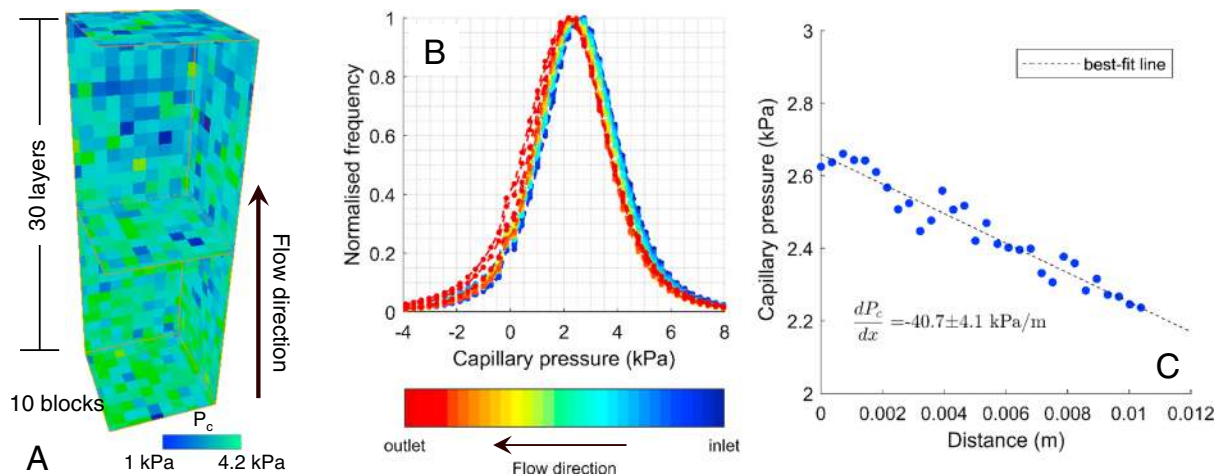 30 layers
Flow direction
10 blocks
P_c
1 kPa 4.2 kPa
A
B
Normalised frequency
1
0.8
0.6
0.4
0.2
0
-4 -2 0 2 4 6 8
Capillary pressure (kPa)
outlet inlet
Flow direction
Capillary pressure (kPa)
3
2.8
2.6
2.4
2.2
2
best-fit line
dP_c/dx =-40.7±4.1 kPa/m
C
0 0.002 0.004 0.006 0.008 0.01 0.012
Distance (m)